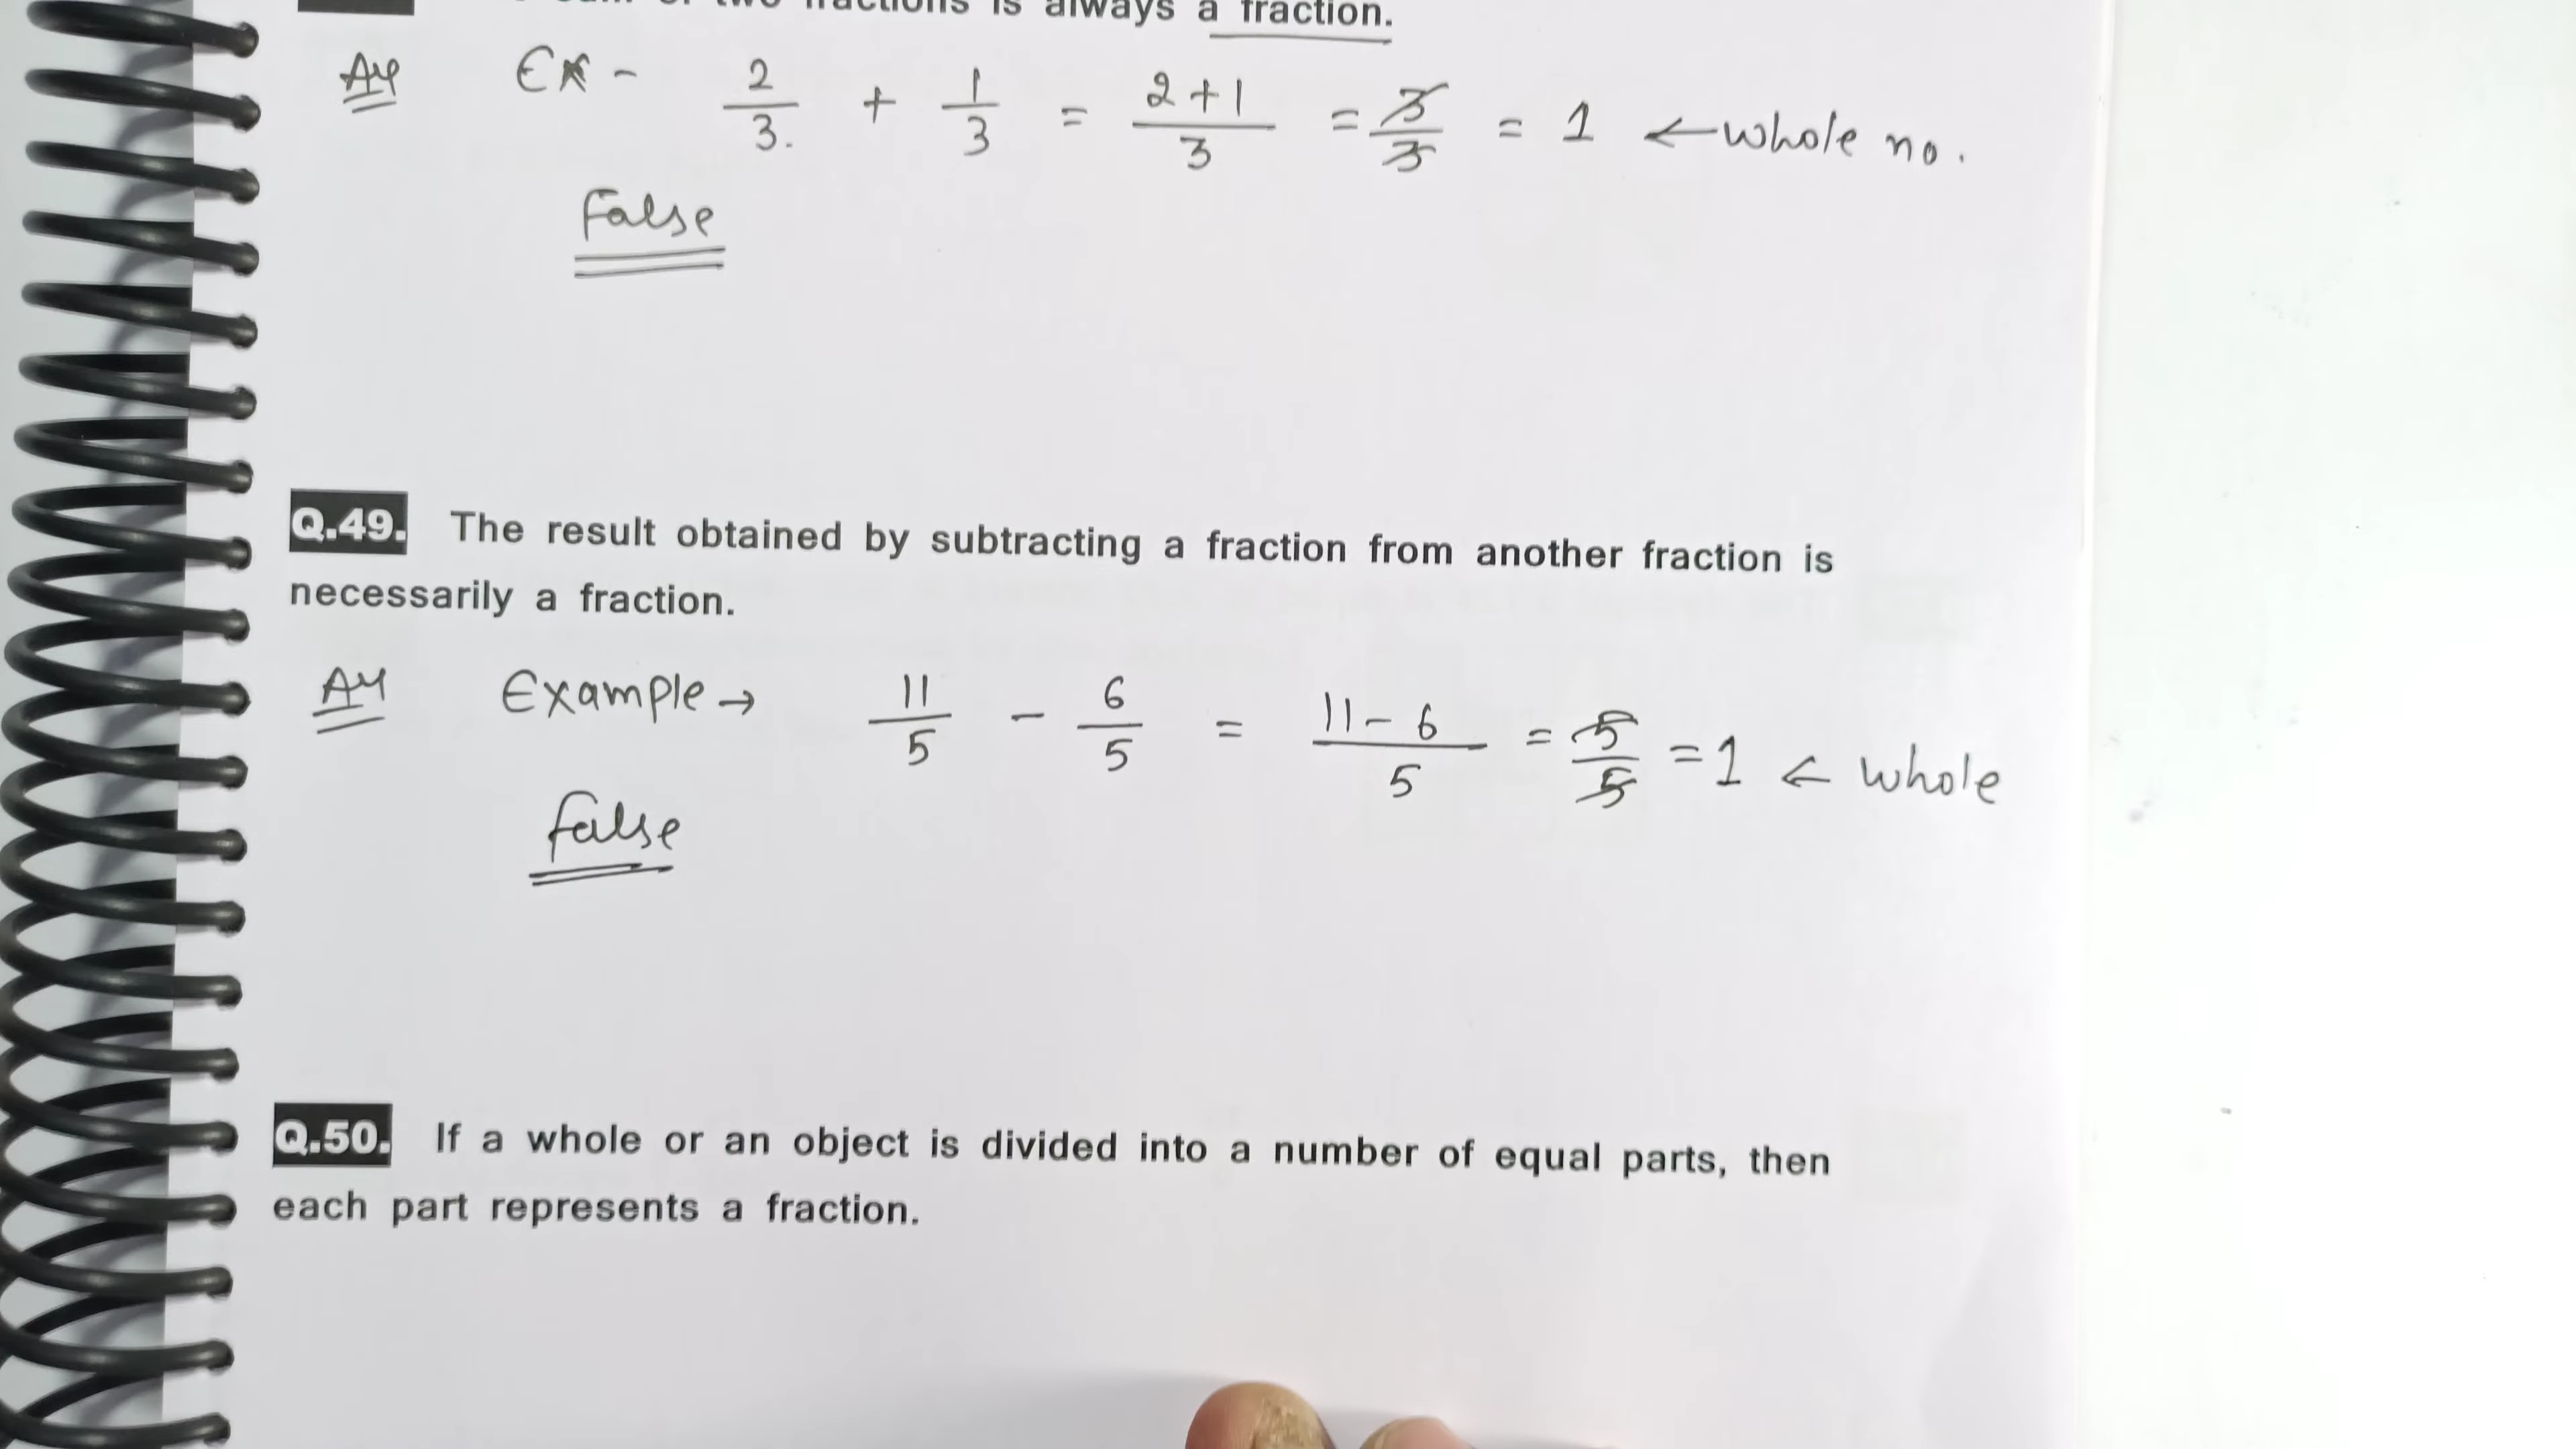 fractions is always a fraction.
Ex - 2/3. + 1/3 = 2+1/3 = 3/3 = 1 ← whole no.
False
Q.49. The result obtained by subtracting a fraction from another fraction is
necessarily a fraction.
Example → 11/5 - 6/5 = 11-6/5 = 5/5 = 1 ← whole
false
Q.50. If a whole or an object is divided into a number of equal parts, then
each part represents a fraction.